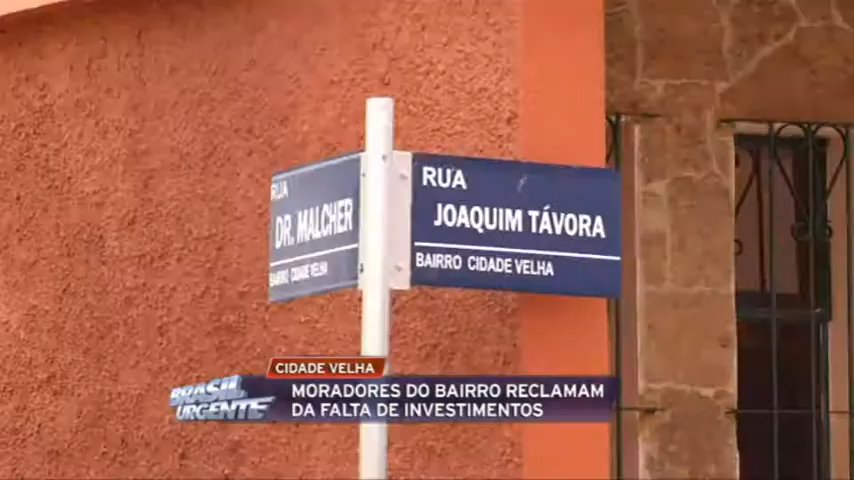 RUA
DR. MALCHER
BAIRRO CIDADE VELHA
RUA
JOAQUIM TÁVORA
BAIRRO CIDADE VELHA
CIDADE VELHA
BRASIL
URGENTE
MORADORES DO BAIRRO RECLAMAM
DA FALTA DE INVESTIMENTOS